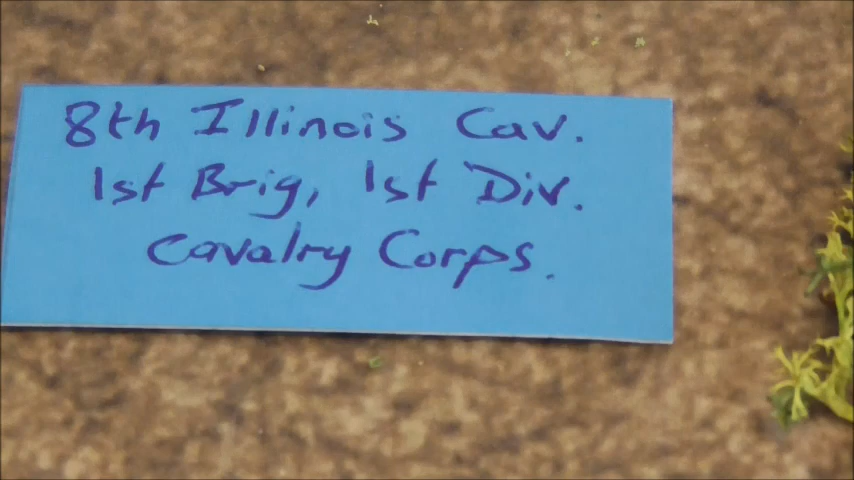 8th Illinois Cav.
1st Brig, 1st Div.
Cavalry Corps.